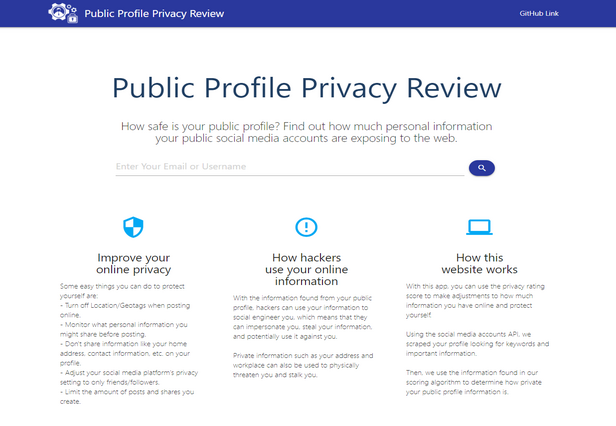 Public Profile Privacy Review
GitHub Link
Public Profile Privacy Review
How safe is your public profile? Find out how much personal information
your public social media accounts are exposing to the web.
Enter Your Email or Username
Improve your
online privacy
Some easy things you can do to protect
yourself are:
- Turn off Location/Geotags when posting
online.
- Monitor what personal information you
might share before posting.
- Don't share information like your home
address, contact information, etc. on your
profile.
- Adjust your social media platform's privacy
setting to only friends/followers.
- Limit the amount of posts and shares you
create.
How hackers
use your online
information
With the information found from your public
profile, hackers can use your information to
social engineer you, which means that they
can impersonate you, steal your information,
and potentially use it against you.
Private information such as your address and
workplace can also be used to physically
threaten you and stalk you.
How this
website works
With this app, you can use the privacy rating
score to make adjustments to how much
information you have online and protect
yourself.
Using the social media accounts API, we
scraped your profile looking for keywords and
important information.
Then, we use the information found in our
scoring algorithm to determine how private
your public profile information is.